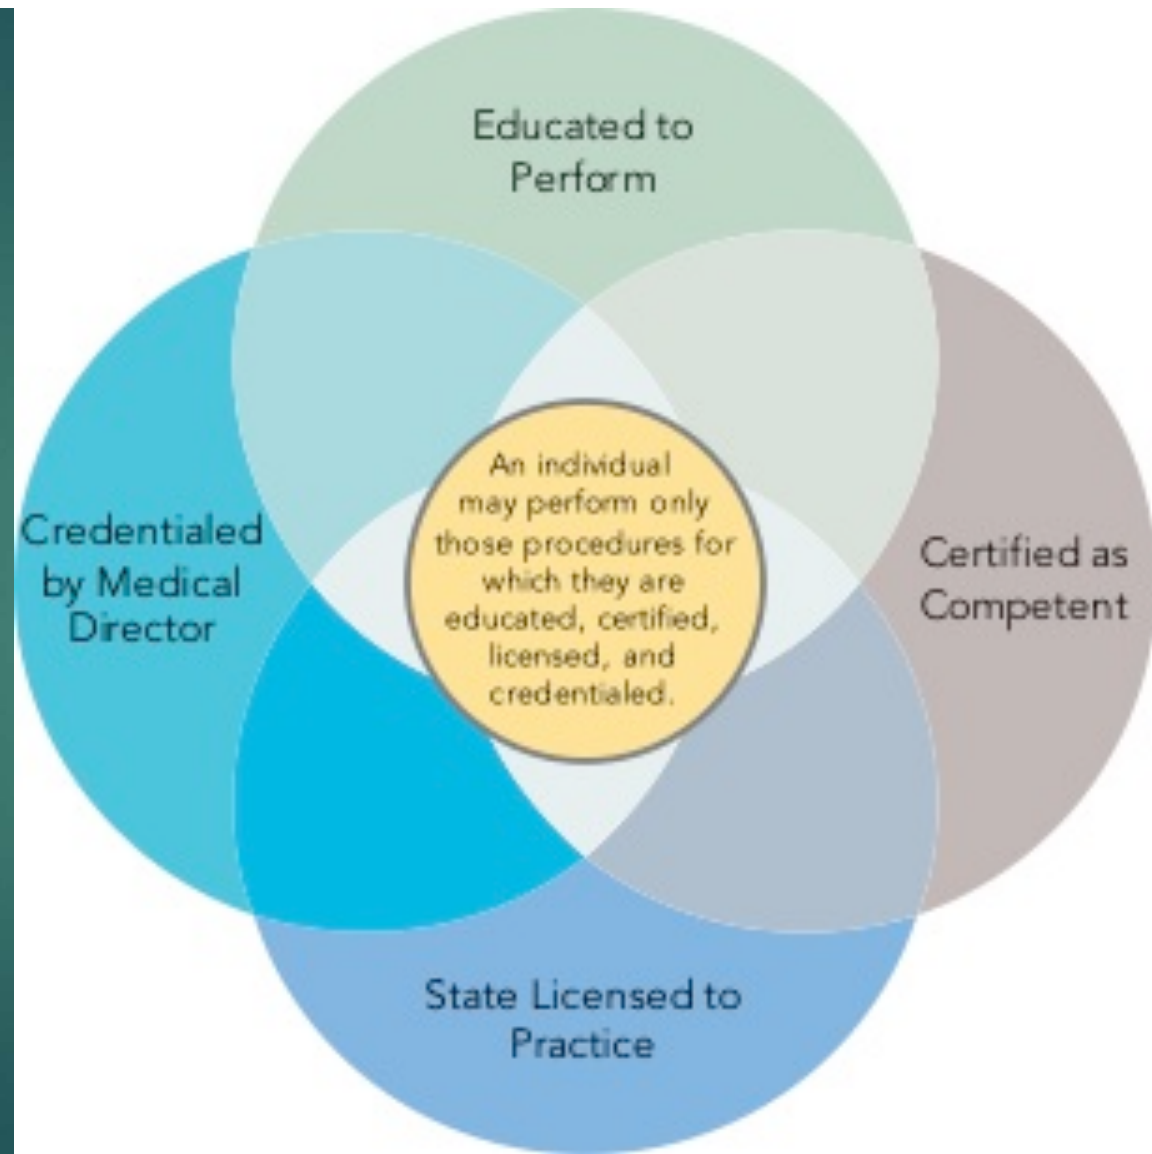 Educated to
Perform
Credentialed
by Medical
Director
An individual
may perform only
those procedures for
which they are
educated, certified,
licensed, and
credentialed.
Certified as
Competent
State Licensed to
Practice